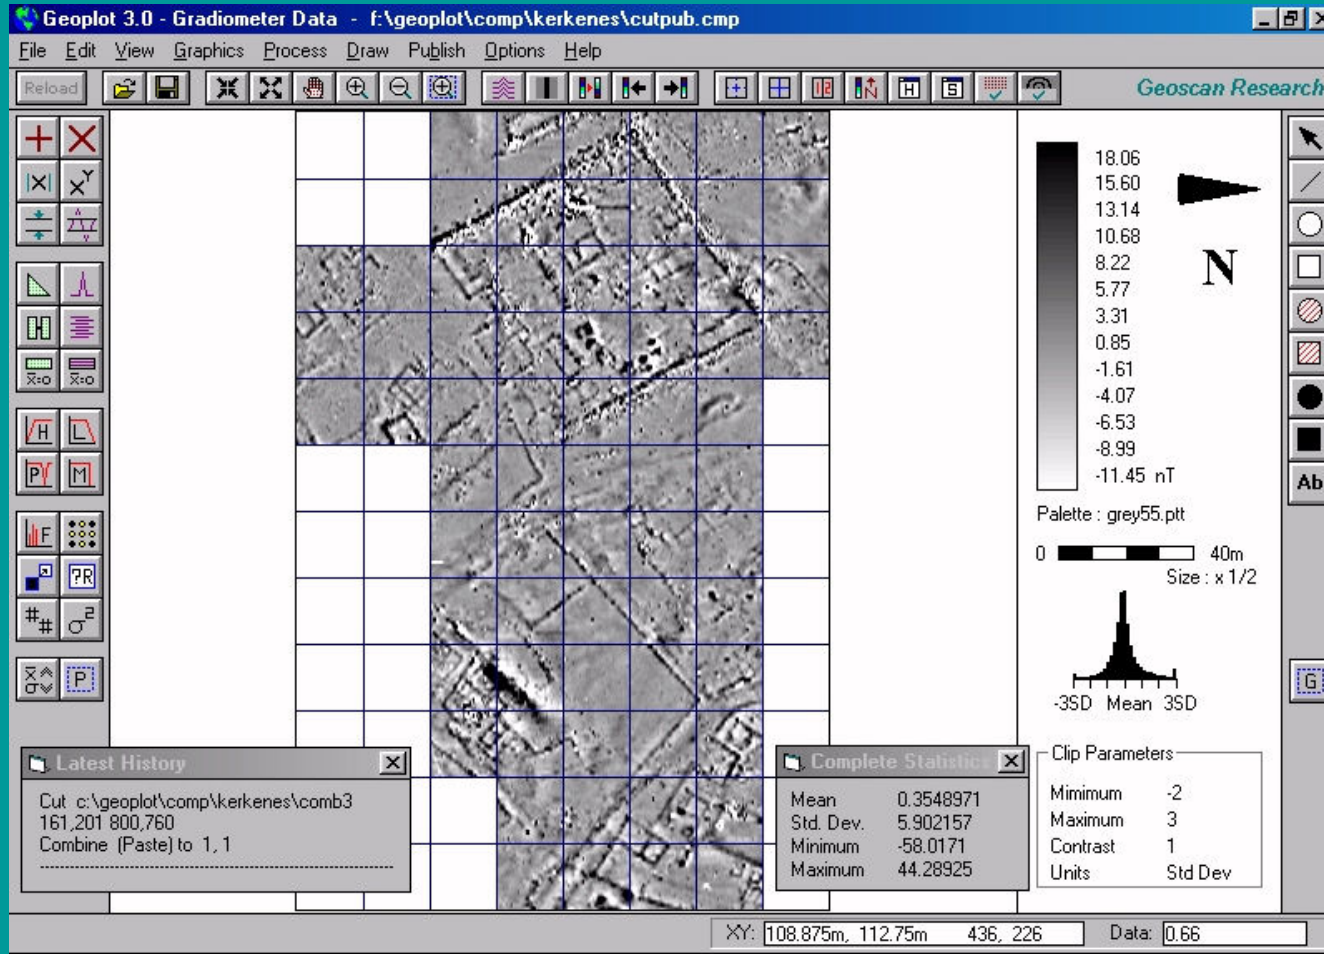 Geoplot 3.0 - Gradiometer Data - f:\geoplot\comp\kerkenes\cutpub.cmp
File Edit View Graphics Process Draw Publish Options Help
Reload
Geoscan Research
18.06
15.60
13.14
10.68
8.22
5.77
3.31
0.85
-1.61
-4.07
-6.53
-8.99
-11.45 nT
N
Palette : grey55.ptt
0 40m
Size : x 1/2
-3SD Mean 3SD
Ab
G
Latest History
Cut c:\geoplot\comp\kerkenes\comb3
161,201 800,760
Combine (Paste) to 1, 1
Complete Statistics
Mean 0.3548971
Std. Dev. 5.902157
Minimum -58.0171
Maximum 44.28925
Clip Parameters
Mimimum -2
Maximum 3
Contrast 1
Units Std Dev
XY: 108.875m, 112.75m 436, 226 Data: 0.66